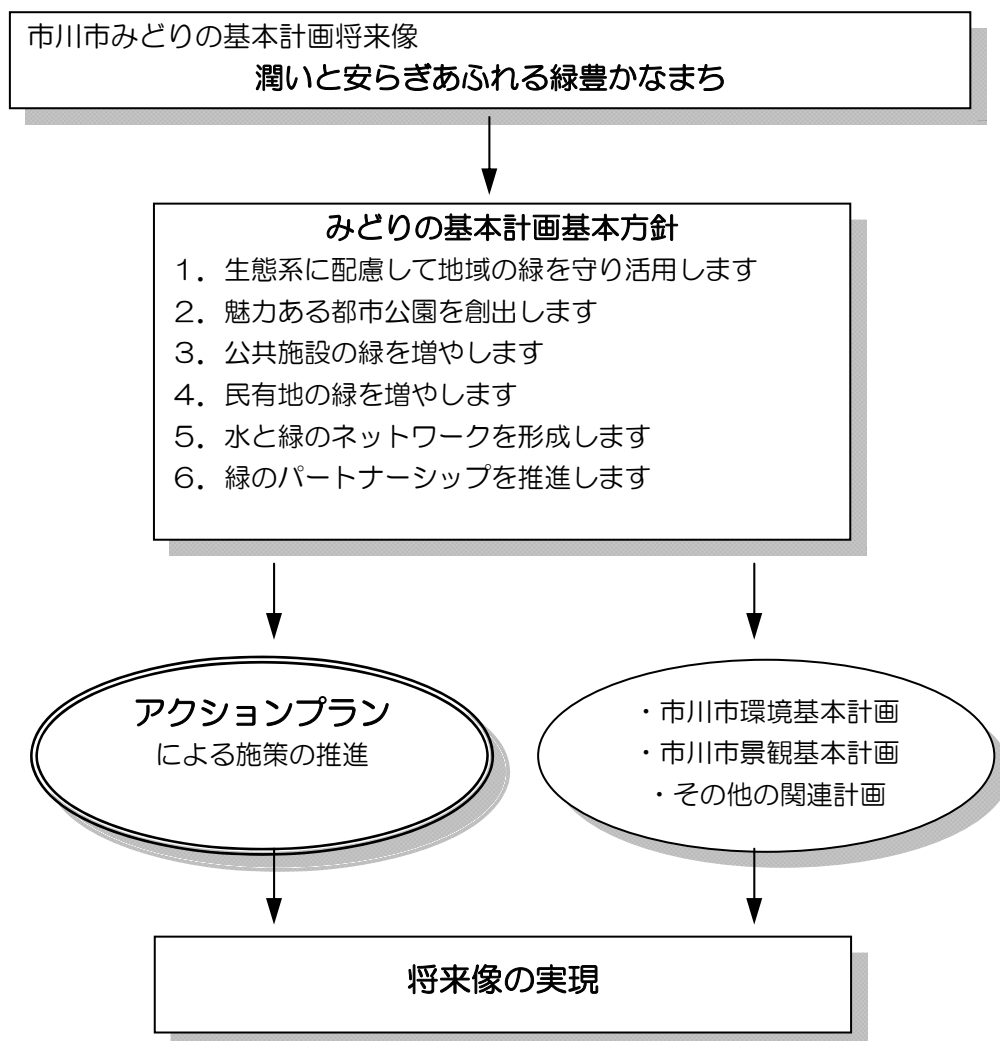 市川市みどりの基本計画将来像
潤いと安らぎあふれる緑豊かなまち
みどりの基本計画基本方針
１．生態系に配慮して地域の緑を守り活用します
２．魅力ある都市公園を創出します
３．公共施設の緑を増やします
４．民有地の緑を増やします
５．水と緑のネットワークを形成します
６．緑のパートナーシップを推進します
アクションプラン
による施策の推進
・市川市環境基本計画
・市川市景観基本計画
・その他の関連計画
将来像の実現